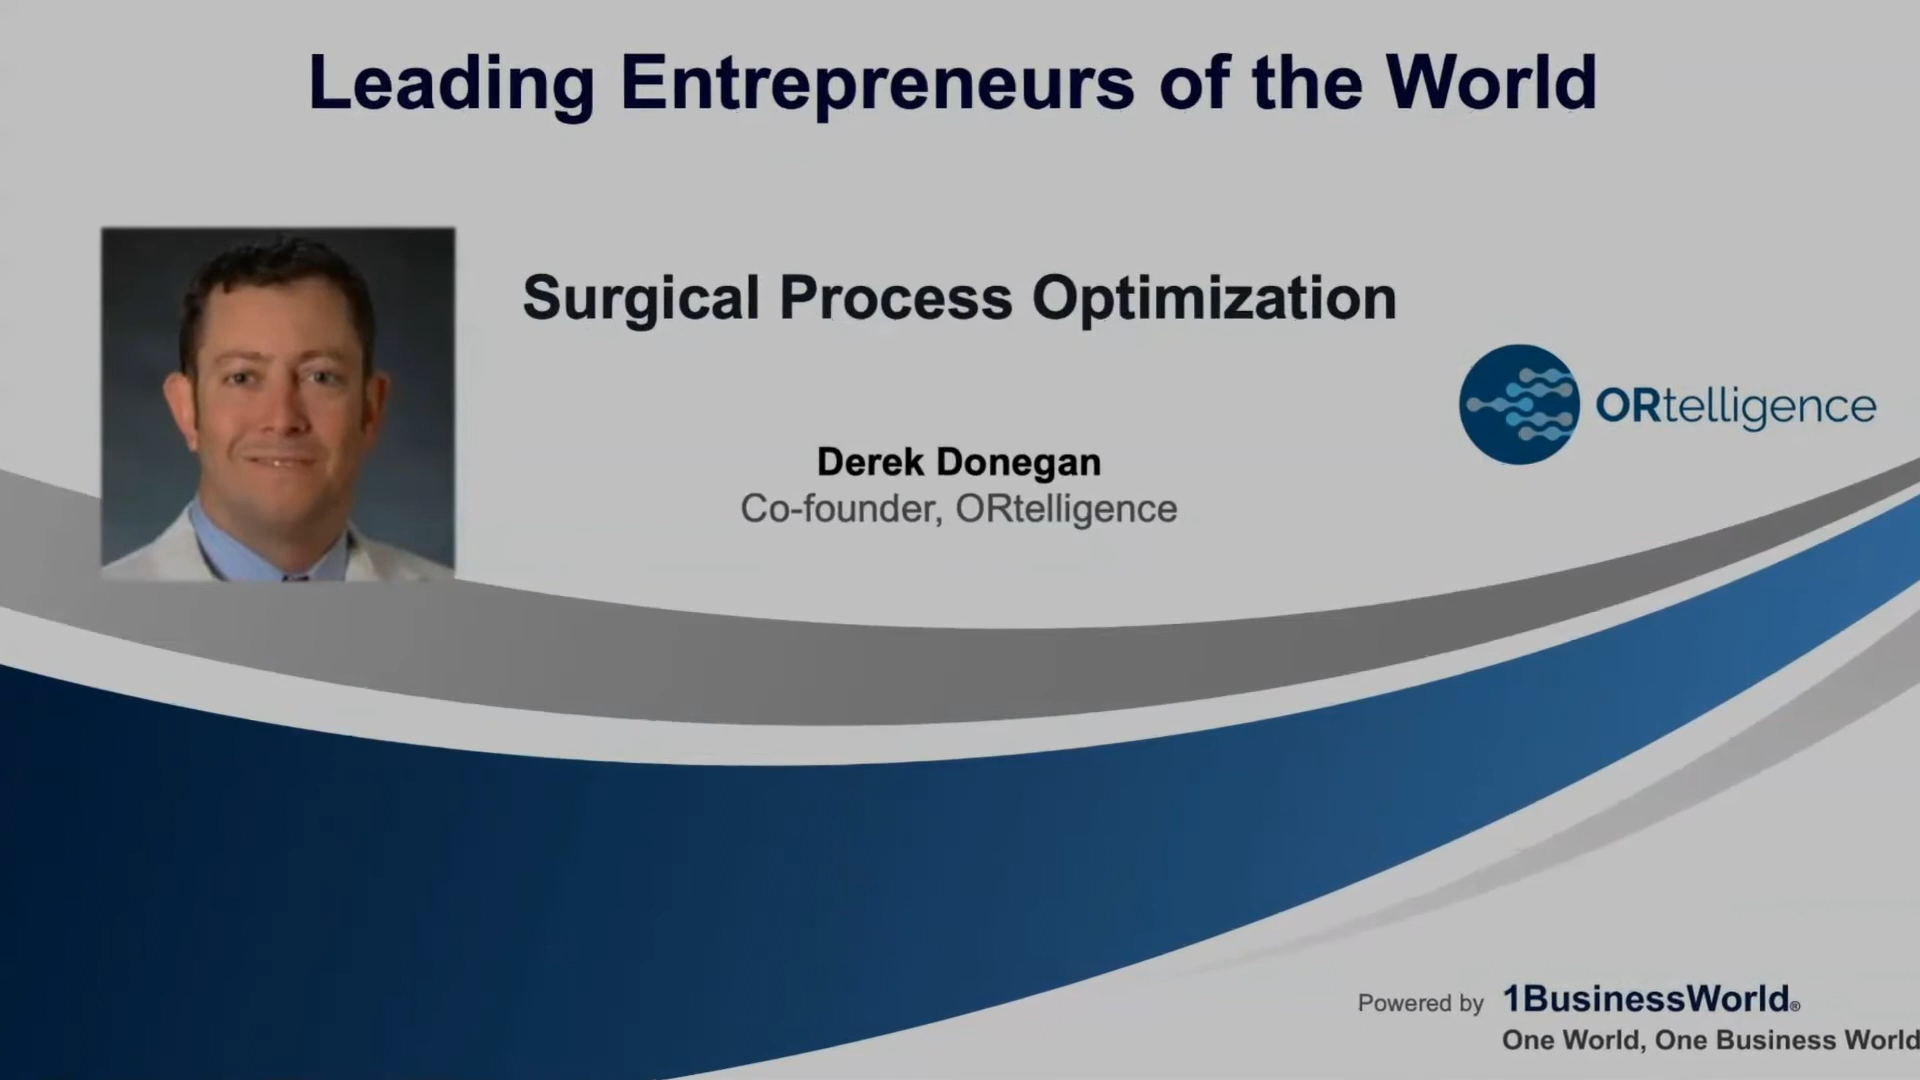 Leading Entrepreneurs of the World
Surgical Process Optimization
ORtelligence
Derek Donegan
Co-founder, ORtelligence
Powered by 1BusinessWorld®
One World, One Business World